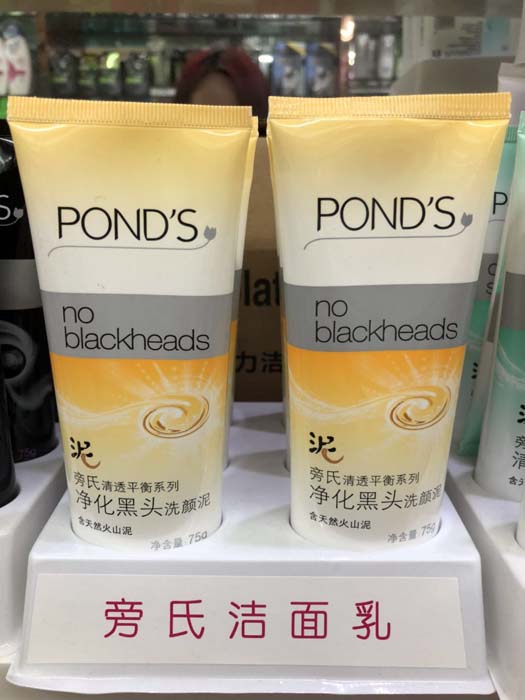 POND'S
no
blackheads
泥
旁氏清透平衡系列
净化黑头洗颜泥
含天然火山泥
净含量 75g
POND'S
no
blackheads
泥
旁氏清透平衡系列
净化黑头洗颜泥
含天然火山泥
净含量 75g
D'S
75g
力洁
旁氏洁面乳